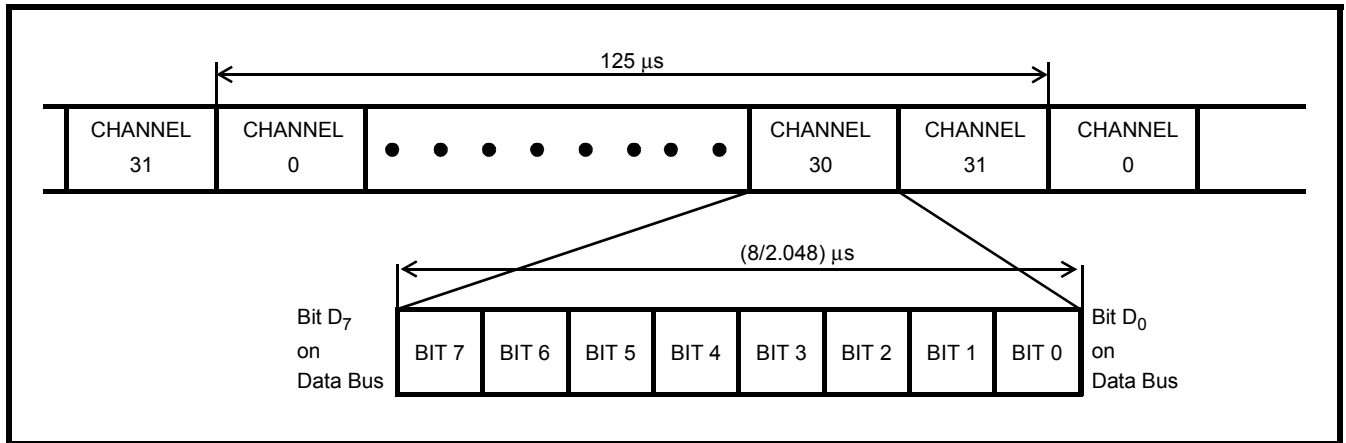 125 μs
CHANNEL 31
CHANNEL 0
CHANNEL 30
CHANNEL 31
CHANNEL 0
(8/2.048) μs
Bit D7
on
Data Bus
BIT 7 BIT 6 BIT 5 BIT 4 BIT 3 BIT 2 BIT 1 BIT 0
Bit D0
on
Data Bus